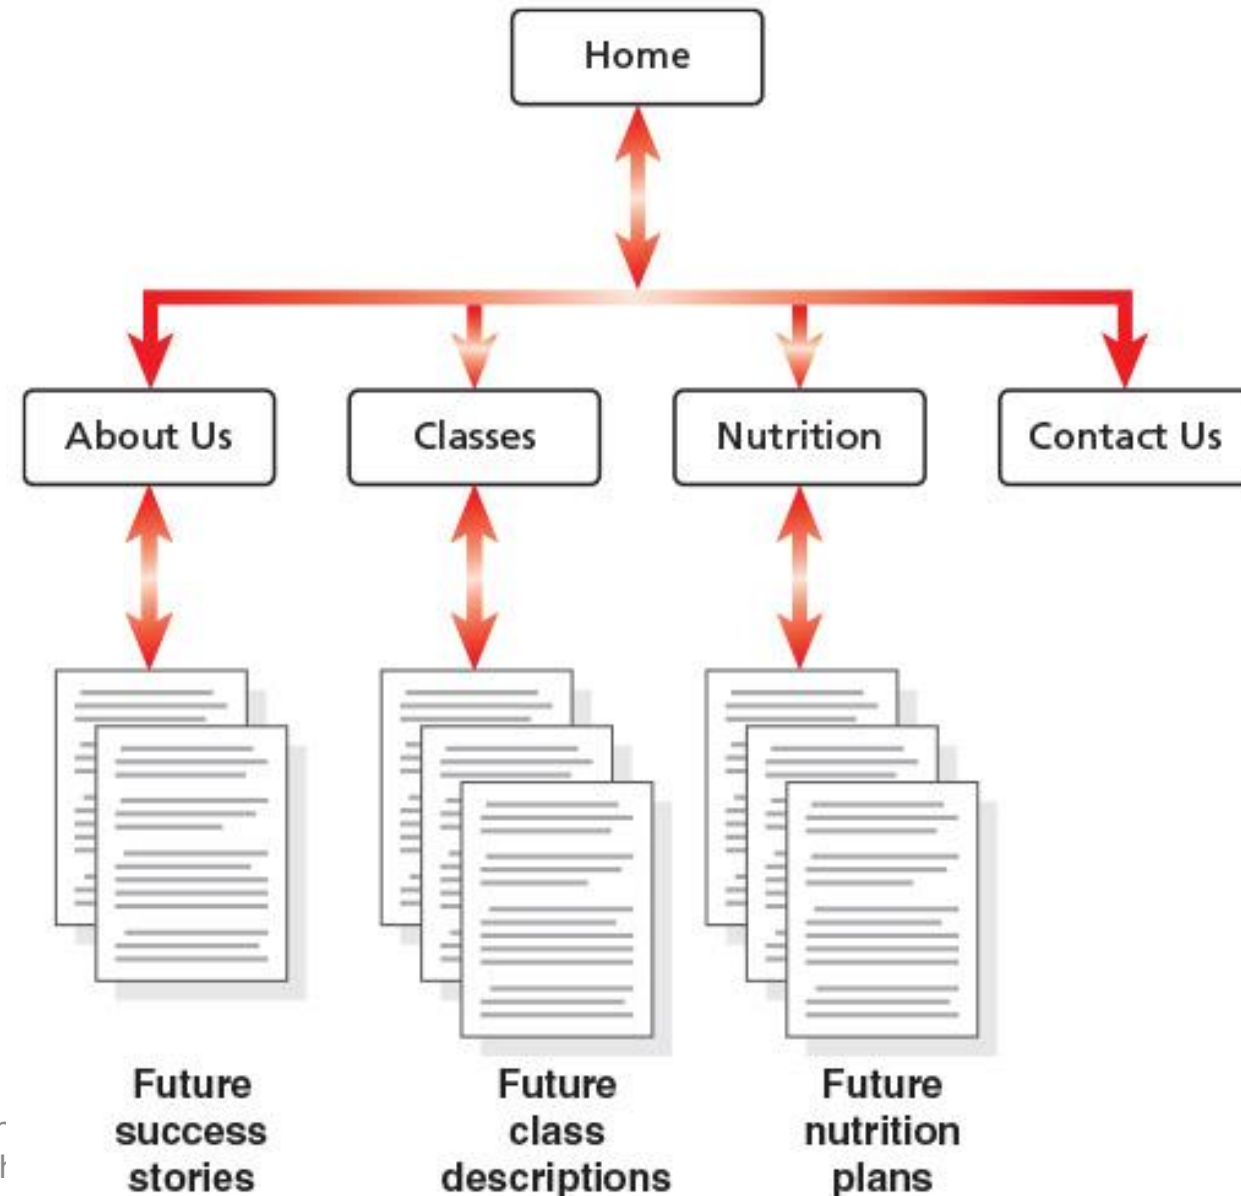 Home
About Us
Classes
Nutrition
Contact Us
Future
success
stories
Future
class
descriptions
Future
nutrition
plans